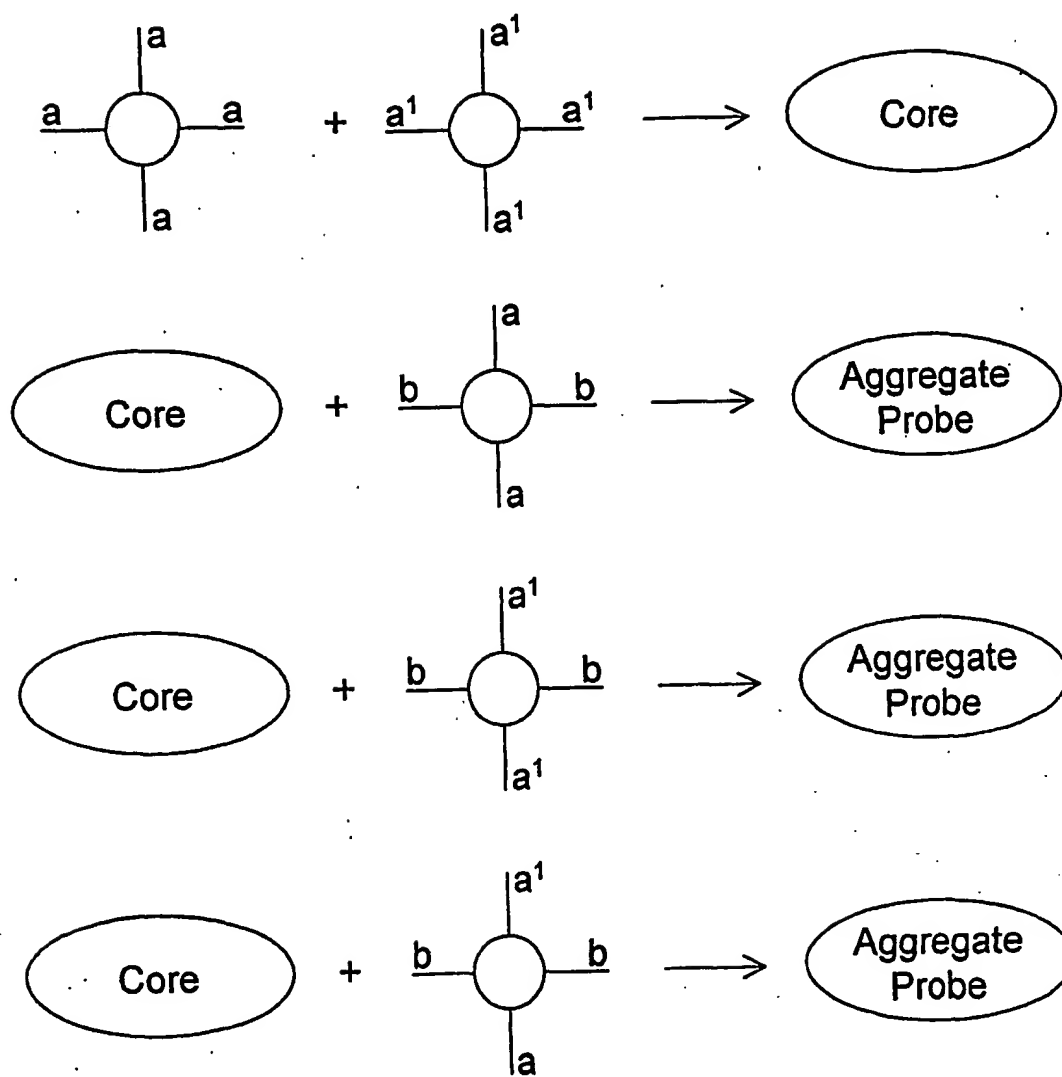 a a¹
a a + a¹ a¹ Core
a a¹
a
Core + b b Aggregate
Probe
a
a¹
Core + b b Aggregate
Probe
a¹
a¹
Core + b b Aggregate
Probe
a